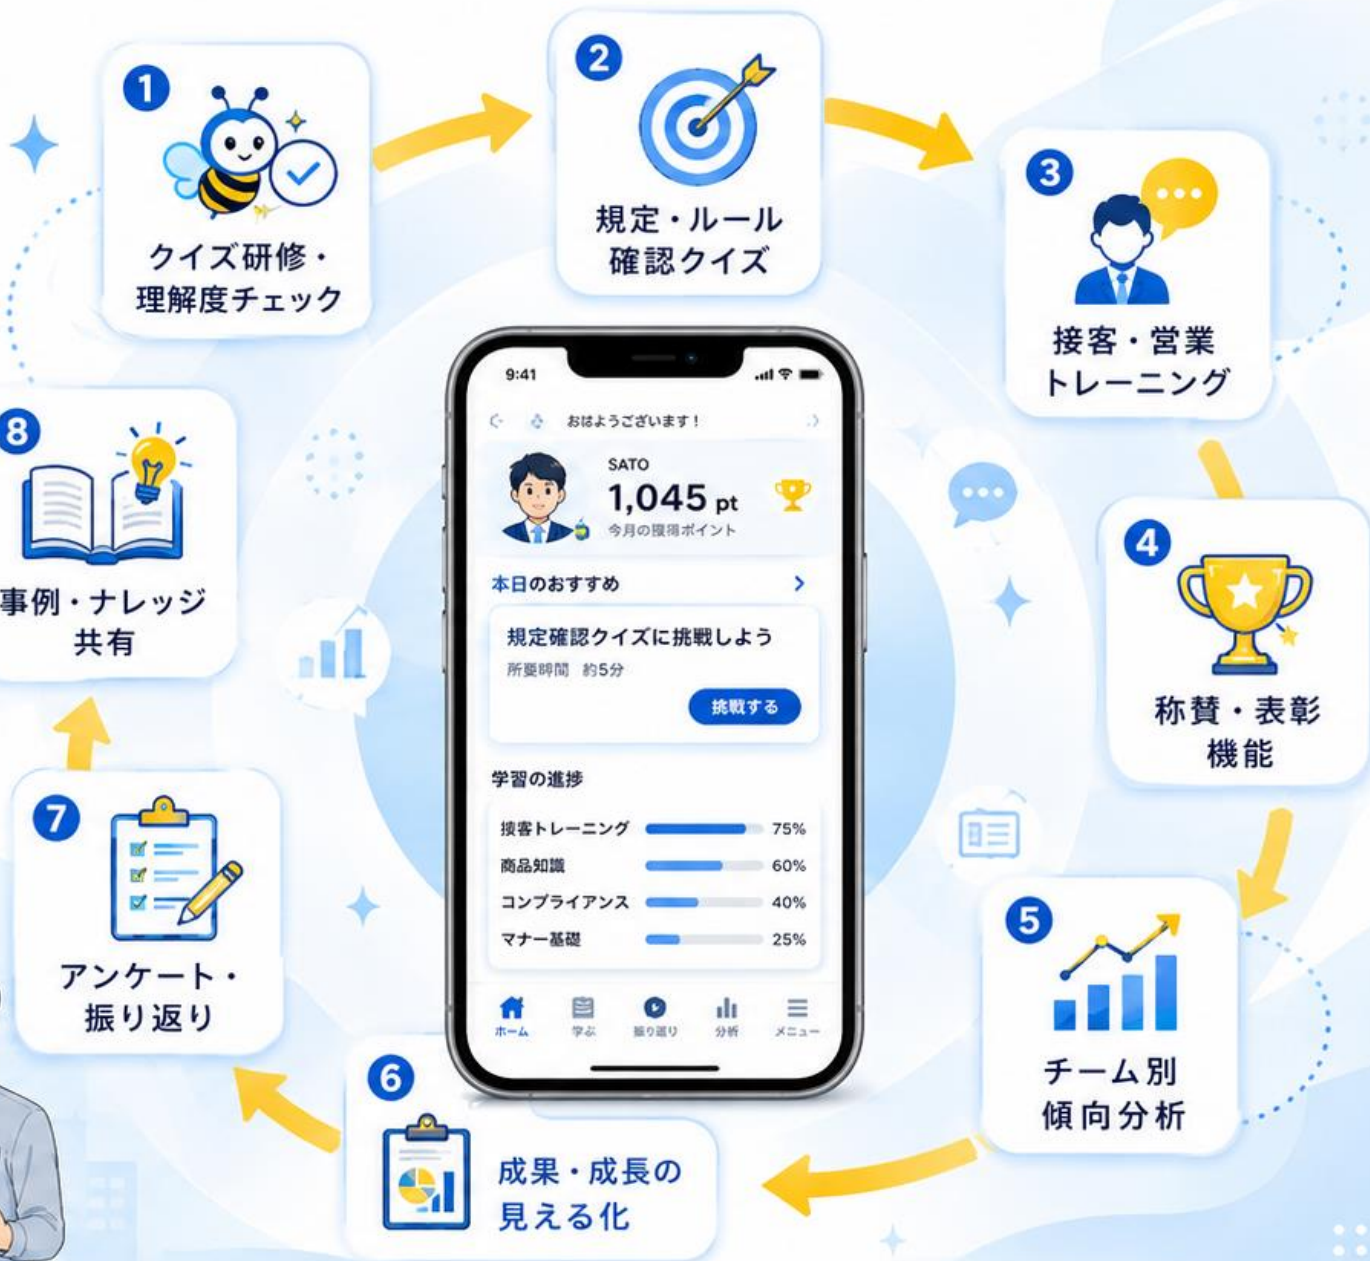 1
クイズ研修・
理解度チェック
2
規定・ルール
確認クイズ
3
接客・営業
トレーニング
4
称賛・表彰
機能
5
チーム別
傾向分析
6
成果・成長の
見える化
7
アンケート・
振り返り
8
事例・ナレッジ
共有
9:41
おはようございます！
SATO
1,045 pt
今月の獲得ポイント
本日のおすすめ
規定確認クイズに挑戦しよう
所要時間 約5分
挑戦する
学習の進捗
接客トレーニング 75%
商品知識 60%
コンプライアンス 40%
マナー基礎 25%
ホーム 学ぶ 振り返り 分析 メニュー